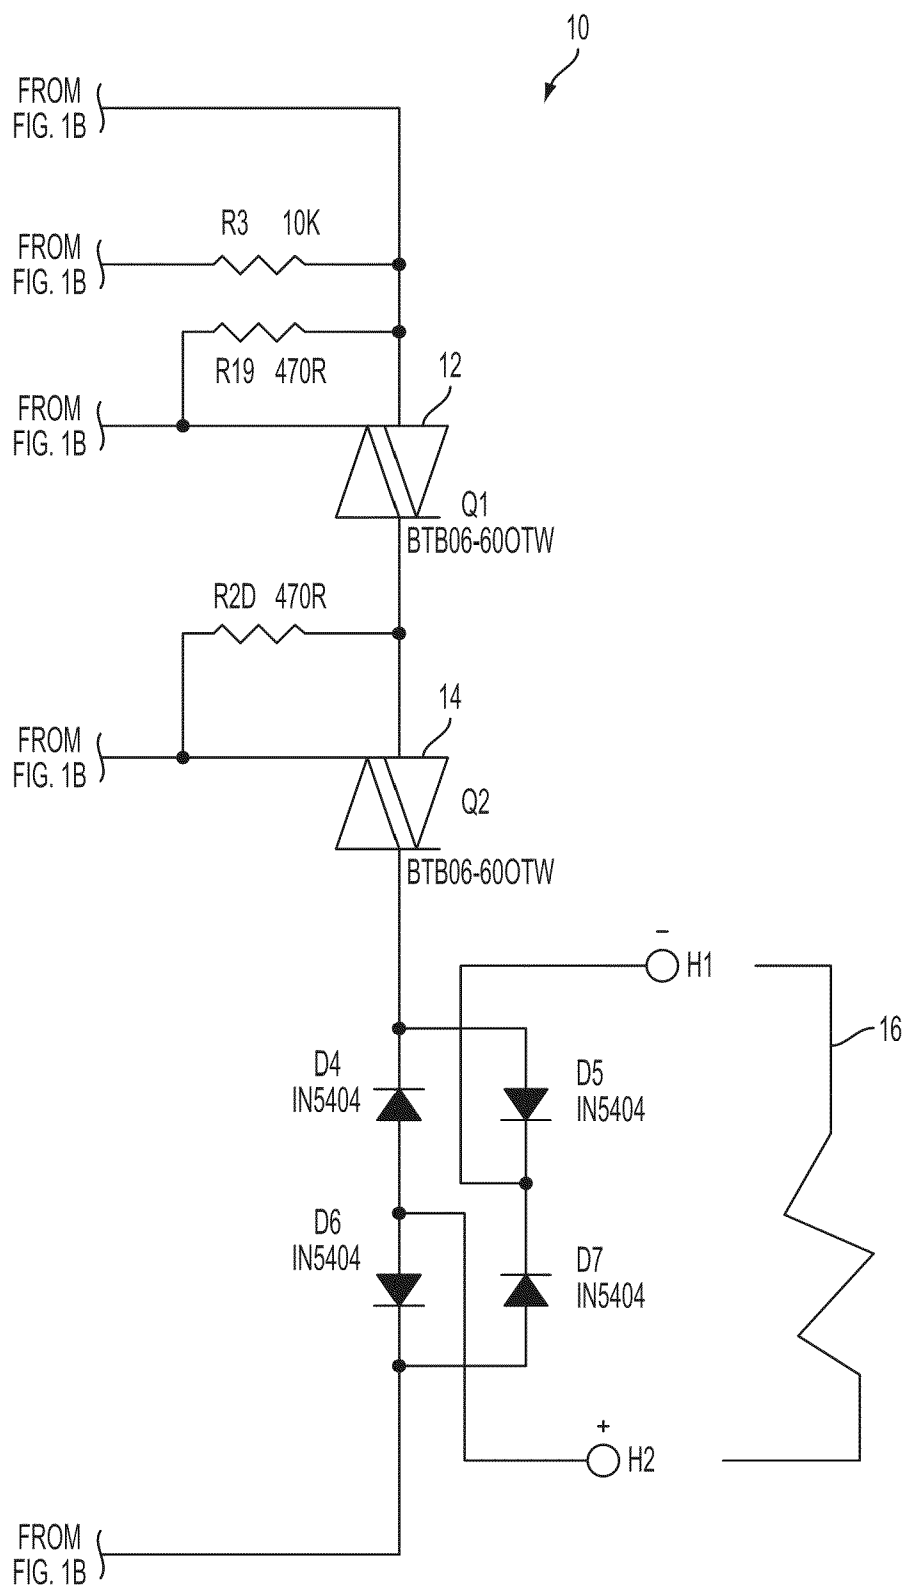 10
FROM
FIG. 1B
R3 10K
FROM
FIG. 1B
R19 470R
12
FROM
FIG. 1B
Q1
BTB06-60OTW
R2D 470R
14
FROM
FIG. 1B
Q2
BTB06-60OTW
–
H1
16
D4
IN5404
D5
IN5404
D6
IN5404
D7
IN5404
+
H2
FROM
FIG. 1B